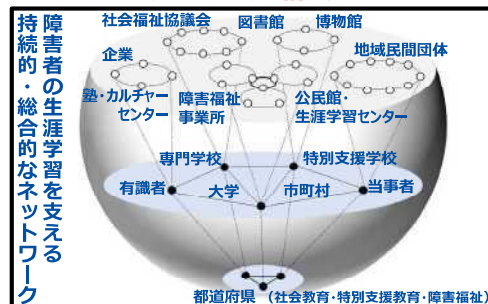 障害者の生涯学習を支える
持続的・総合的なネットワーク
社会福祉協議会
図書館
博物館
企業
地域民間団体
塾・カルチャー
センター
障害福祉
事業所
公民館・
生涯学習センター
専門学校
特別支援学校
有識者
大学
市町村
当事者
都道府県 (社会教育・特別支援教育・障害福祉)